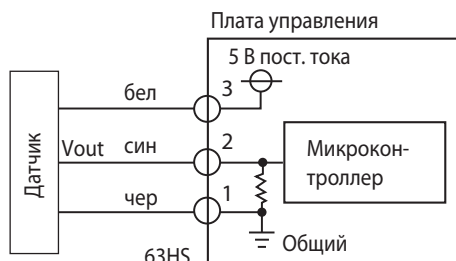 Плата управления
5 В пост. тока
Датчик
бел
3
Vout
син
2
Микрокон-
троллер
чер
1
63HS
Общий